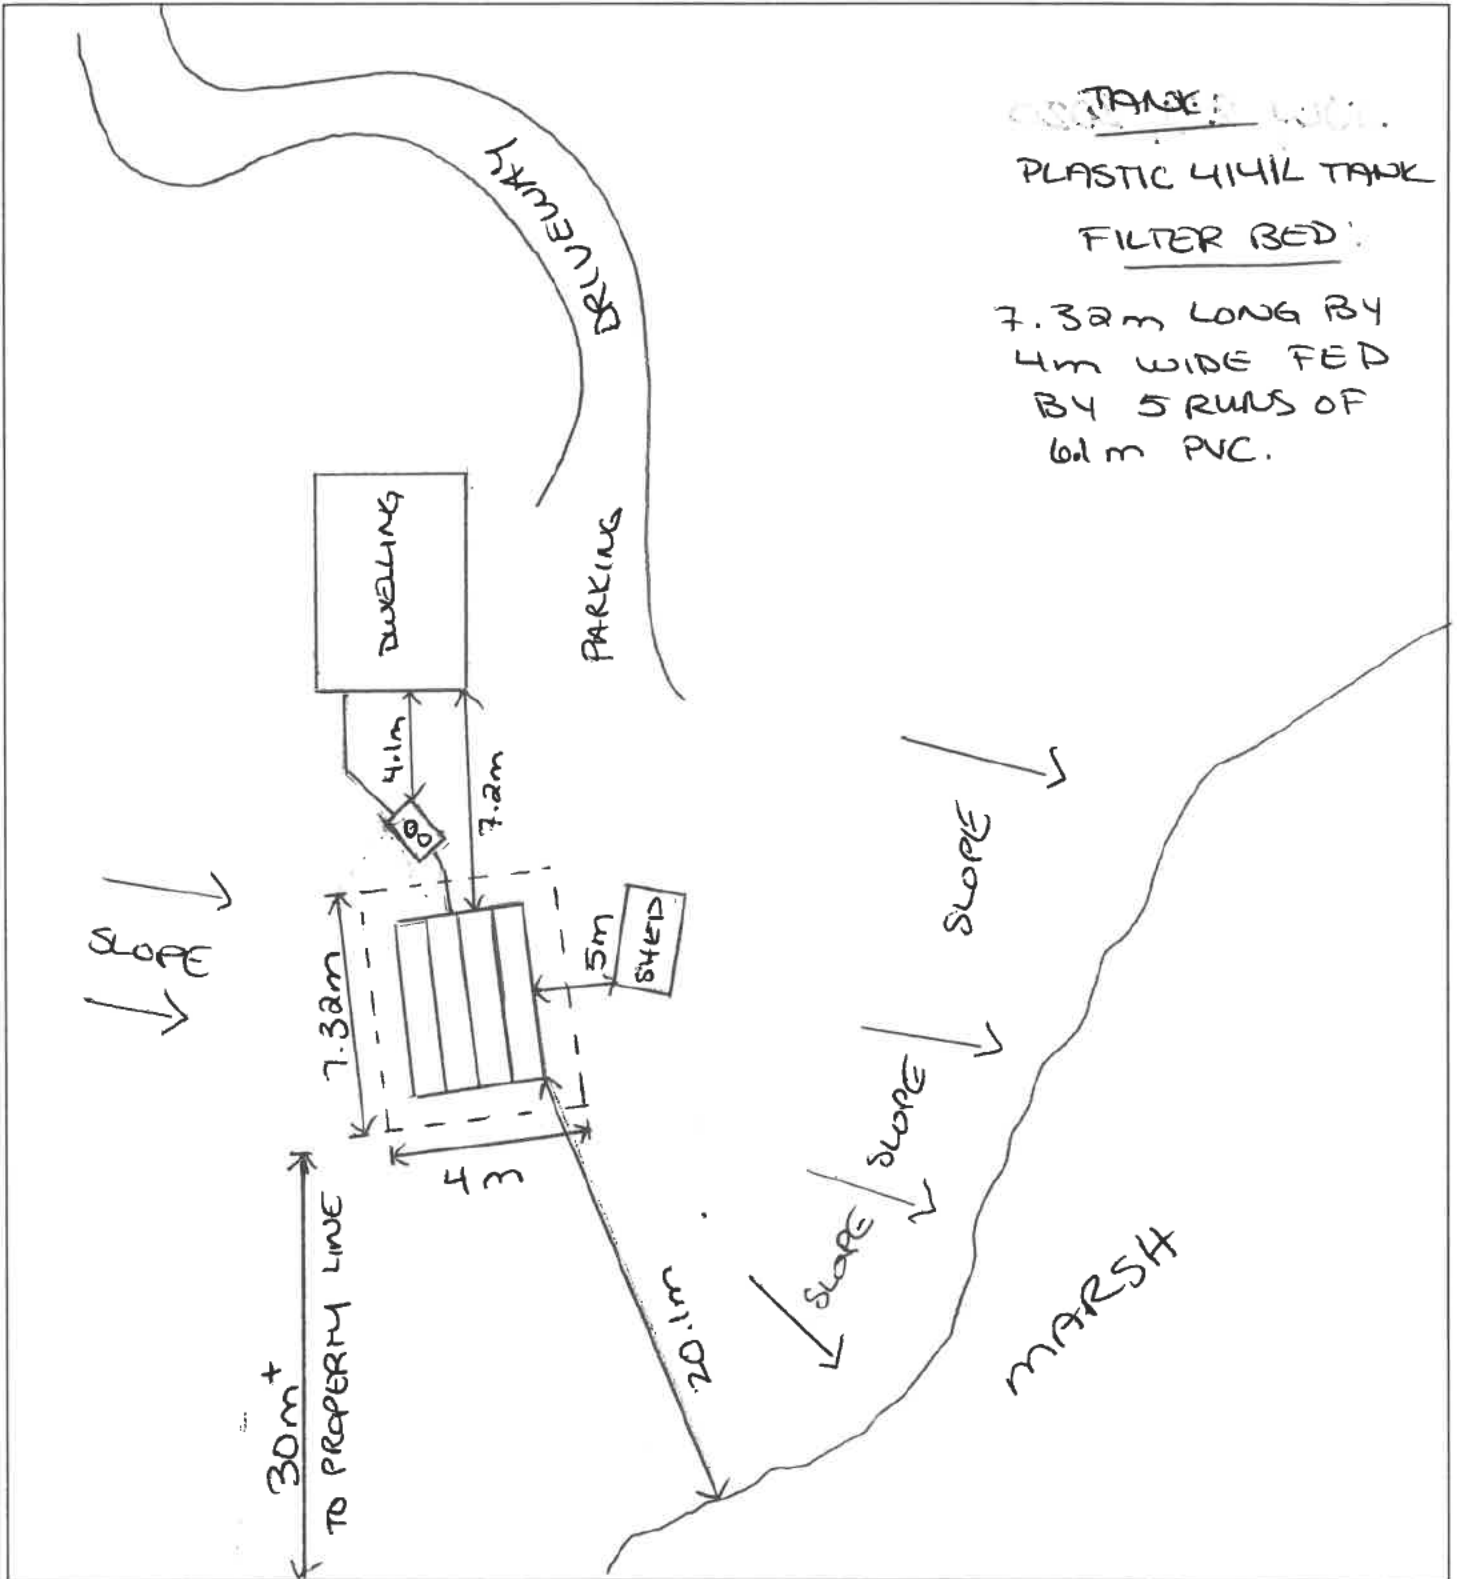 TANK:
PLASTIC 4141L TANK
FILTER BED:
7.32m LONG BY
4m WIDE FED
BY 5 RUNS OF
6.1m PVC.
DRIVEWAY
DWELLING
PARKING
4.1m
7.2m
SLOPE
SLOPE
7.32m
5m
SHED
4m
SLOPE
SLOPE
20.1m
MARSH
30m+
TO PROPERTY LINE